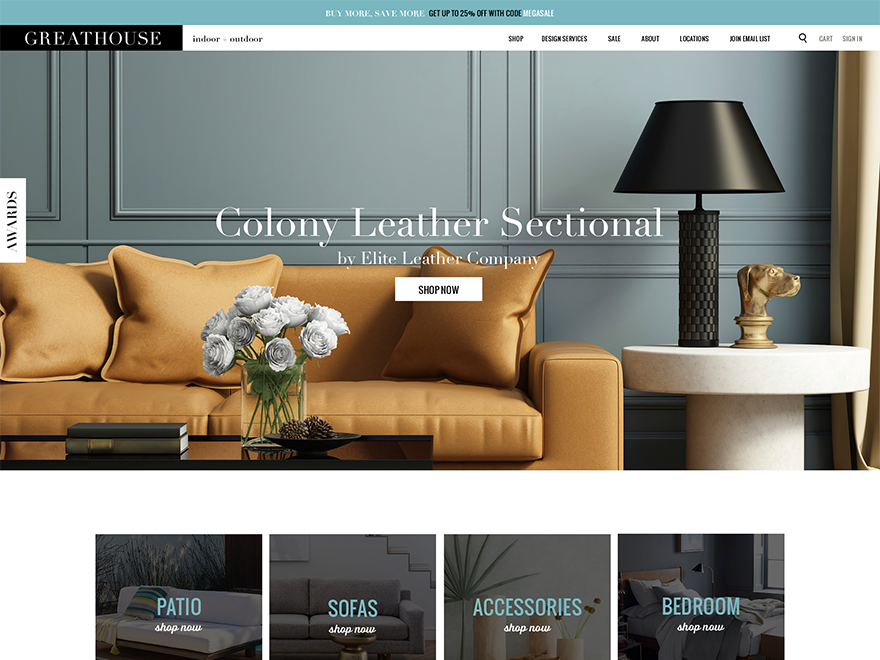 BUY MORE, SAVE MORE GET UP TO 25% OFF WITH CODE MEGASALE
GREATHOUSE
indoor + outdoor
SHOP
DESIGN SERVICES
SALE
ABOUT
LOCATIONS
JOIN EMAIL LIST
CART
SIGN IN
AWARDS
Colony Leather Sectional
by Elite Leather Company
SHOP NOW
PATIO
shop now
SOFAS
shop now
ACCESSORIES
shop now
BEDROOM
shop now